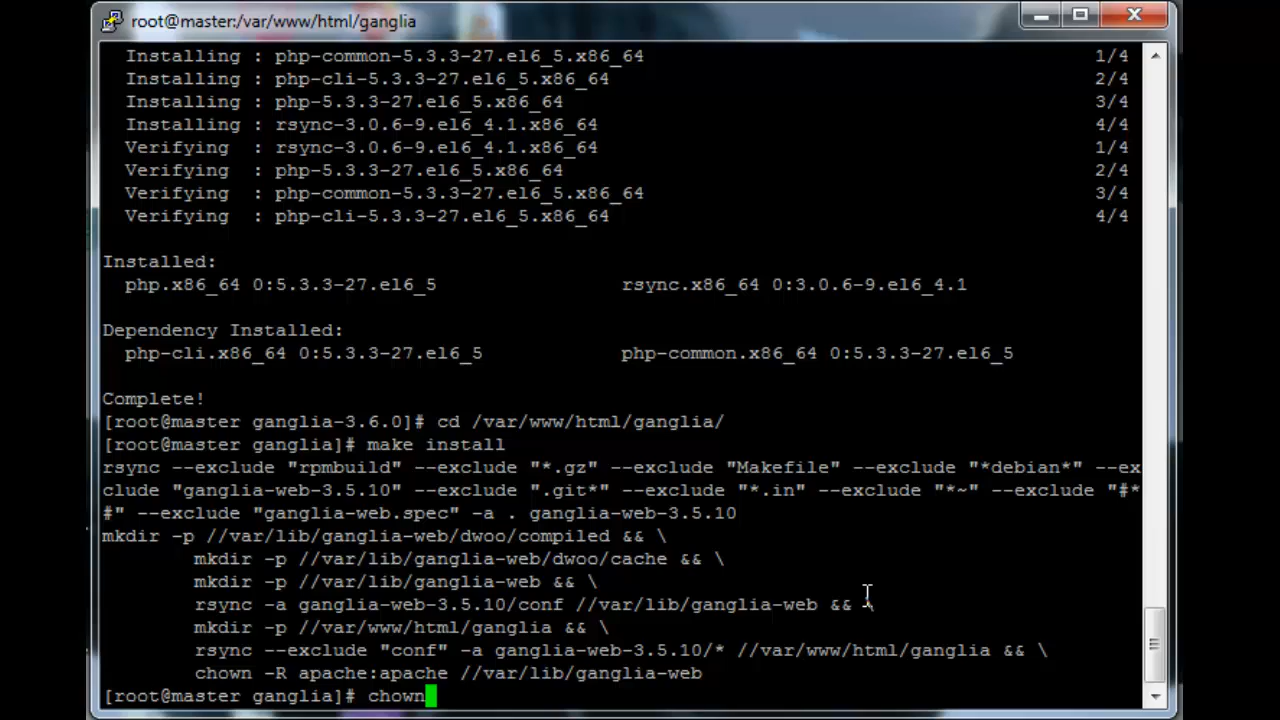 root@master:/var/www/html/ganglia
Installing : php-common-5.3.3-27.el6_5.x86_64 1/4
Installing : php-cli-5.3.3-27.el6_5.x86_64 2/4
Installing : php-5.3.3-27.el6_5.x86_64 3/4
Installing : rsync-3.0.6-9.el6_4.1.x86_64 4/4
Verifying : rsync-3.0.6-9.el6_4.1.x86_64 1/4
Verifying : php-5.3.3-27.el6_5.x86_64 2/4
Verifying : php-common-5.3.3-27.el6_5.x86_64 3/4
Verifying : php-cli-5.3.3-27.el6_5.x86_64 4/4
Installed:
php.x86_64 0:5.3.3-27.el6_5 rsync.x86_64 0:3.0.6-9.el6_4.1
Dependency Installed:
php-cli.x86_64 0:5.3.3-27.el6_5 php-common.x86_64 0:5.3.3-27.el6_5
Complete!
[root@master ganglia-3.6.0]# cd /var/www/html/ganglia/
[root@master ganglia]# make install
rsync --exclude "rpmbuild" --exclude "*.gz" --exclude "Makefile" --exclude "*debian*" --ex
clude "ganglia-web-3.5.10" --exclude ".git*" --exclude "*.in" --exclude "*~" --exclude "#*
#" --exclude "ganglia-web.spec" -a . ganglia-web-3.5.10
mkdir -p //var/lib/ganglia-web/dwoo/compiled && \
mkdir -p //var/lib/ganglia-web/dwoo/cache && \
mkdir -p //var/lib/ganglia-web && \
rsync -a ganglia-web-3.5.10/conf //var/lib/ganglia-web && \
mkdir -p //var/www/html/ganglia && \
rsync --exclude "conf" -a ganglia-web-3.5.10/* //var/www/html/ganglia && \
chown -R apache:apache //var/lib/ganglia-web
[root@master ganglia]# chown